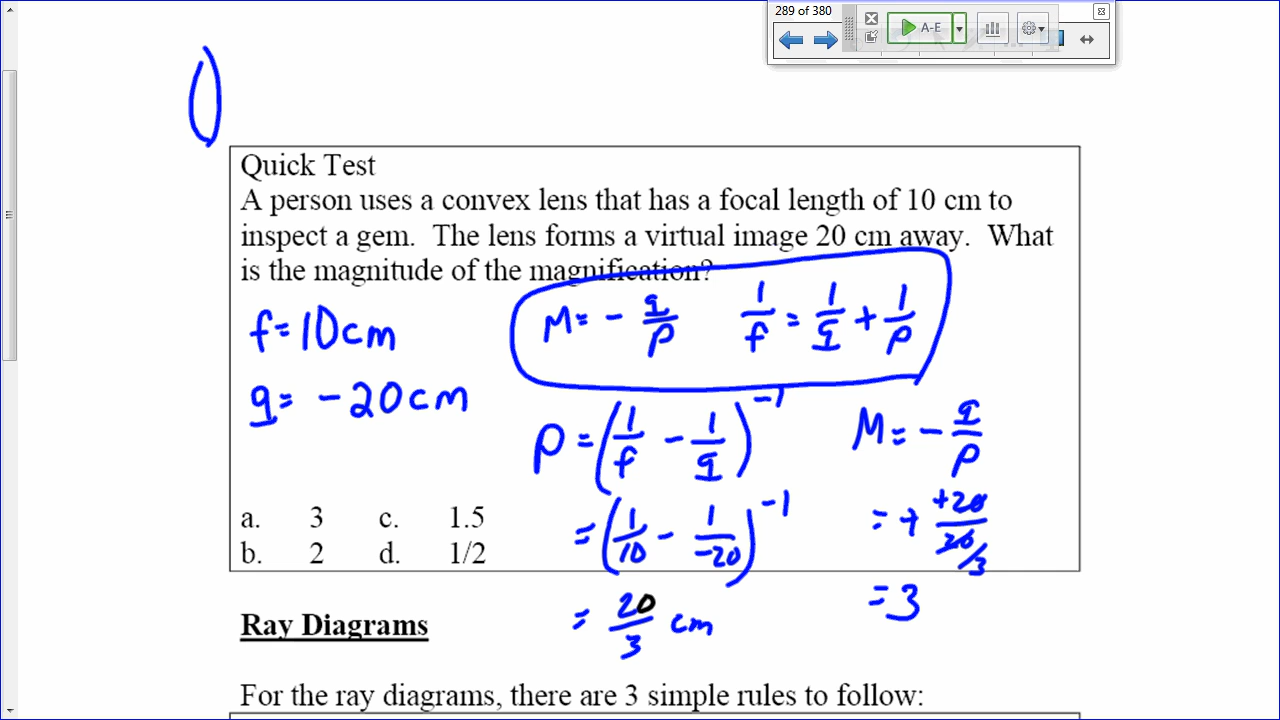 289 of 380
A-E
1)
Quick Test
A person uses a convex lens that has a focal length of 10 cm to
inspect a gem. The lens forms a virtual image 20 cm away. What
is the magnitude of the magnification?
f = 10cm
M = - q/p 1/f = 1/q + 1/p
q = -20cm
p = (1/f - 1/q)^-1
M = - q/p
= (1/10 - 1/-20)^-1
= + +20/20/3
a. 3 c. 1.5
b. 2 d. 1/2
= 20/3 cm
= 3
Ray Diagrams
For the ray diagrams, there are 3 simple rules to follow: